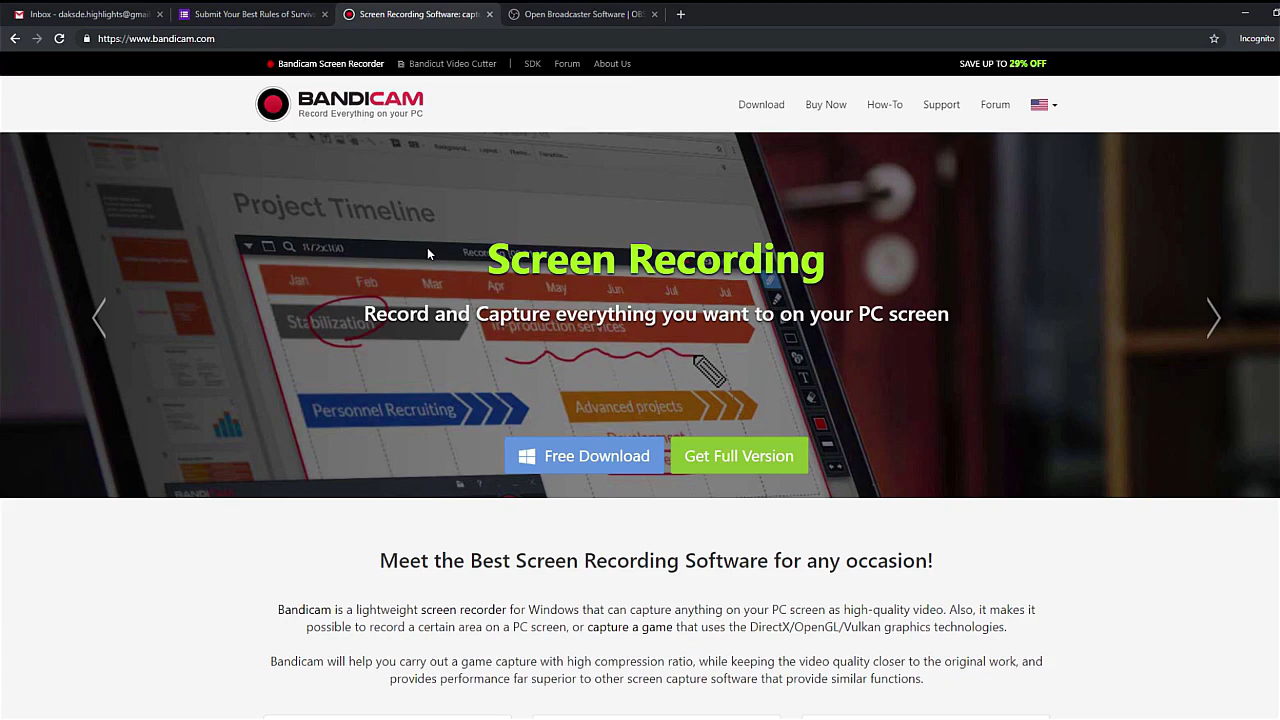 Inbox - daksde.highlights@gmai
Submit Your Best Rules of Surviv
Screen Recording Software: capt
Open Broadcaster Software | OBS
https://www.bandicam.com
Incognito
Bandicam Screen Recorder
Bandicut Video Cutter
SDK
Forum
About Us
SAVE UP TO 29% OFF
BANDICAM
Record Everything on your PC
Download
Buy Now
How-To
Support
Forum
Project Timeline
Screen Recording
Jan Feb Mar Apr May Jun Jul Jul
Record and Capture everything you want to on your PC screen
Stabilization
In-production services
Personnel Recruiting
Advanced projects
Free Download
Get Full Version
Meet the Best Screen Recording Software for any occasion!
Bandicam is a lightweight screen recorder for Windows that can capture anything on your PC screen as high-quality video. Also, it makes it
possible to record a certain area on a PC screen, or capture a game that uses the DirectX/OpenGL/Vulkan graphics technologies.
Bandicam will help you carry out a game capture with high compression ratio, while keeping the video quality closer to the original work, and
provides performance far superior to other screen capture software that provide similar functions.